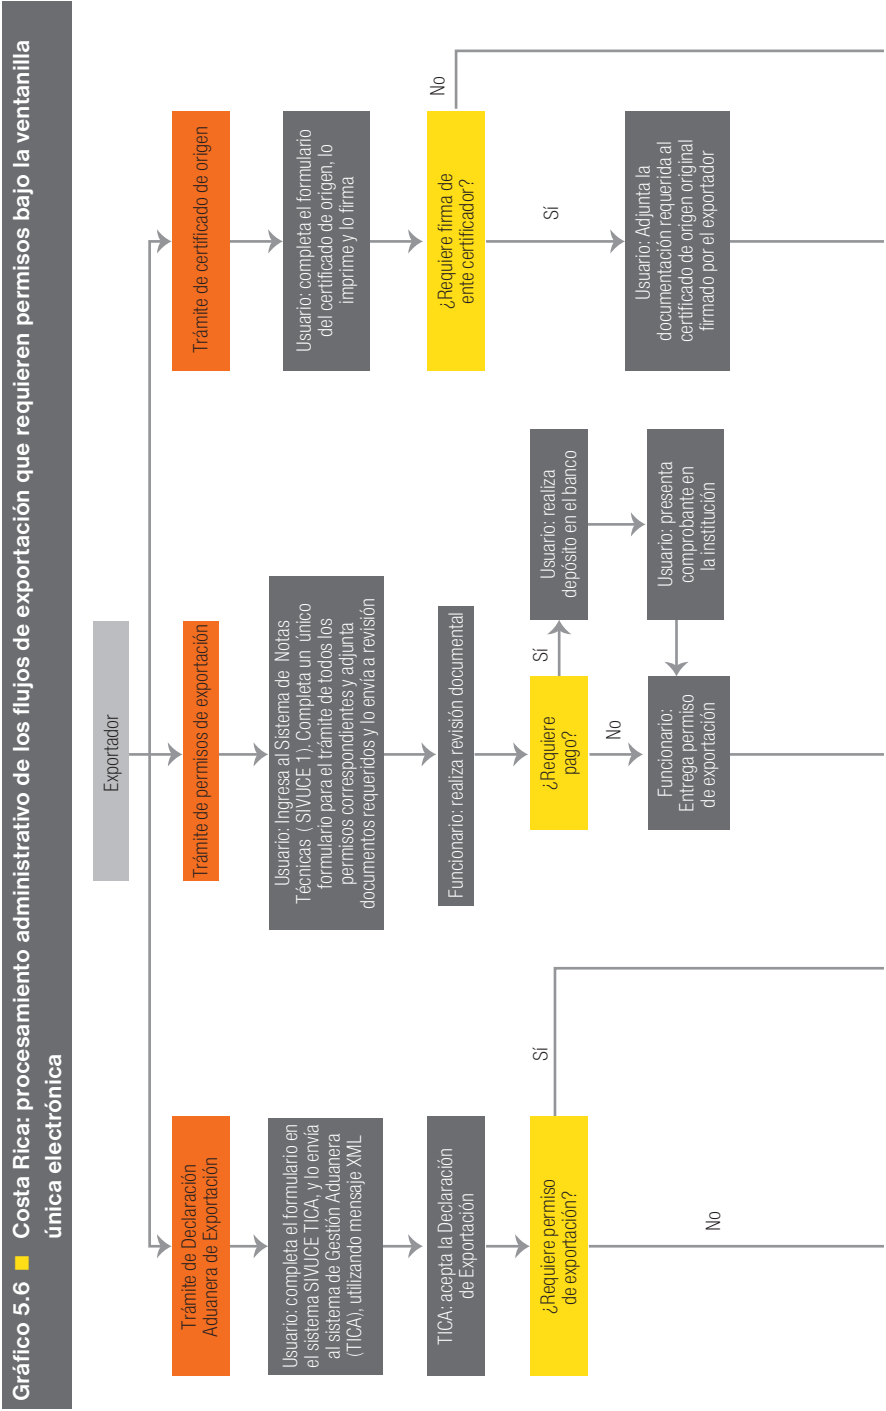 Gráfico 5.6 Costa Rica: procesamiento administrativo de los flujos de exportación que requieren permisos bajo la ventanilla
única electrónica
Exportador
Trámite de Declaración
Aduanera de Exportación
Usuario: completa el formulario en
el sistema SIVUCE TICA, y lo envía
al sistema de Gestión Aduanera
(TICA), utilizando mensaje XML
TICA: acepta la Declaración
de Exportación
¿Requiere permiso
de exportación?
Sí
No
Trámite de permisos de exportación
Usuario: Ingresa al Sistema de Notas
Técnicas ( SIVUCE 1). Completa un único
formulario para el trámite de todos los
permisos correspondientes y adjunta
documentos requeridos y lo envía a revisión
Funcionario: realiza revisión documental
¿Requiere
pago?
Sí
No
Usuario: realiza
depósito en el banco
Usuario: presenta
comprobante en
la institución
Funcionario:
Entrega permiso
de exportación
Trámite de certificado de origen
Usuario: completa el formulario
del certificado de origen, lo
imprime y lo firma
¿Requiere firma de
ente certificador?
No
Sí
Usuario: Adjunta la
documentación requerida al
certificado de origen original
firmado por el exportador